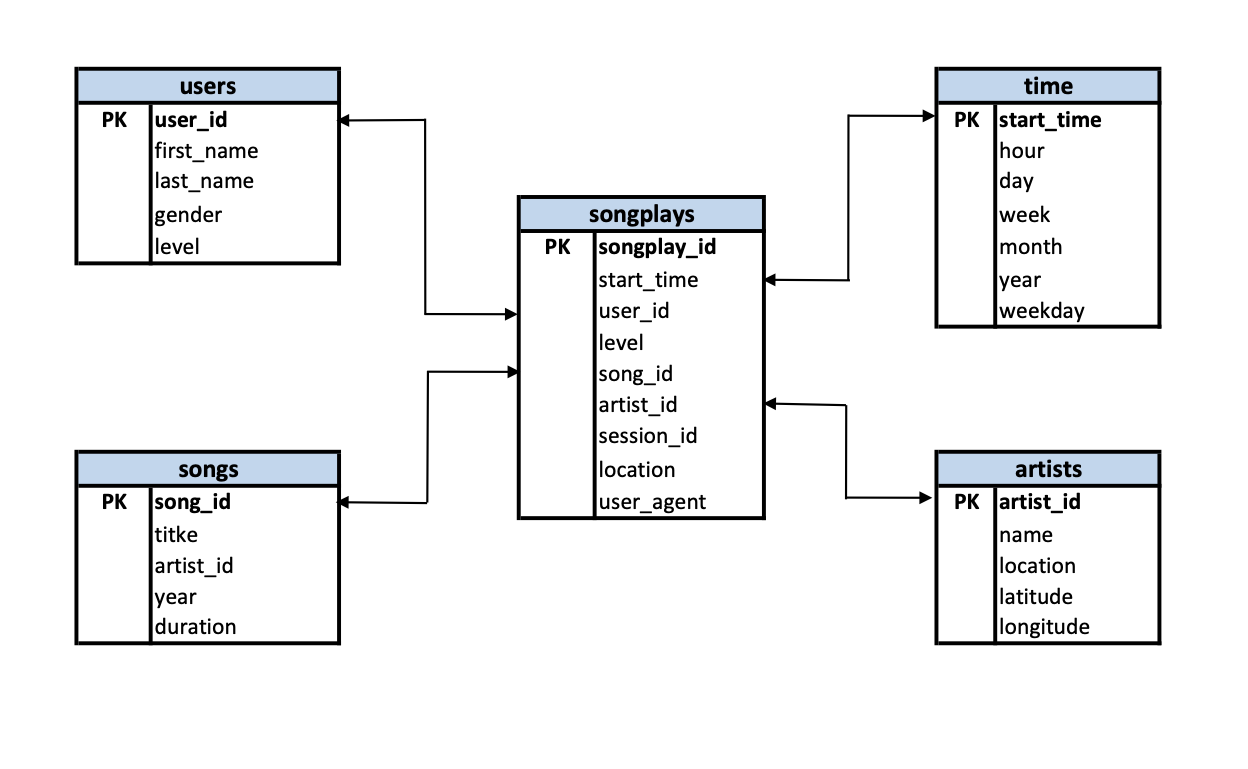 users
PK user_id
first_name
last_name
gender
level
songs
PK song_id
titke
artist_id
year
duration
songplays
PK songplay_id
start_time
user_id
level
song_id
artist_id
session_id
location
user_agent
time
PK start_time
hour
day
week
month
year
weekday
artists
PK artist_id
name
location
latitude
longitude